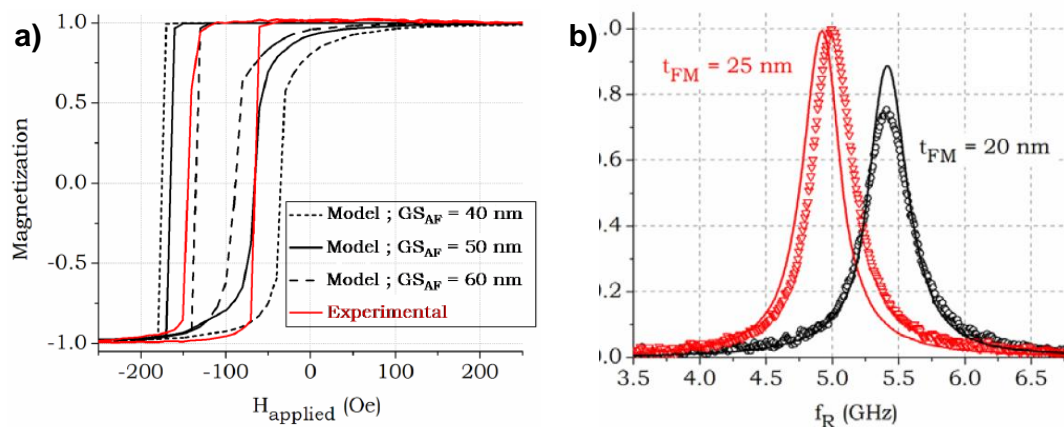 a)
Magnetization
1.0
0.5
0.0
-0.5
-1.0
-200
-100
0
100
200
H_applied (Oe)
Model ; GS_AF = 40 nm
Model ; GS_AF = 50 nm
Model ; GS_AF = 60 nm
Experimental
b)
.0
.8
.6
.4
.2
.0
3.5
4.0
4.5
5.0
5.5
6.0
6.5
f_R (GHz)
t_FM = 25 nm
t_FM = 20 nm